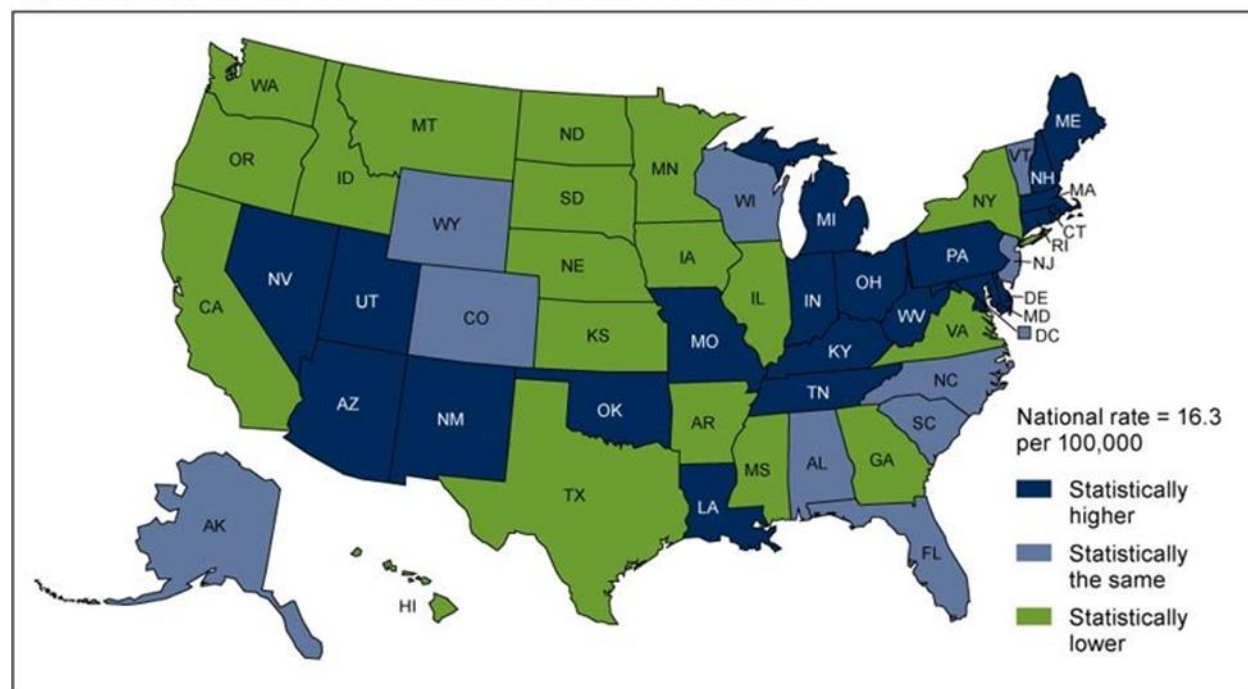 WA
MT
ND
MN
OR
ID
SD
WI
MI
ME
VT
NH
MA
NY
CT
RI
WY
NE
IA
PA
NJ
NV
UT
IL
IN
OH
DE
MD
CA
CO
KS
MO
WV
VA
DC
KY
NC
AZ
NM
OK
AR
TN
SC
MS
AL
GA
TX
LA
AK
FL
HI
National rate = 16.3
per 100,000
Statistically
higher
Statistically
the same
Statistically
lower